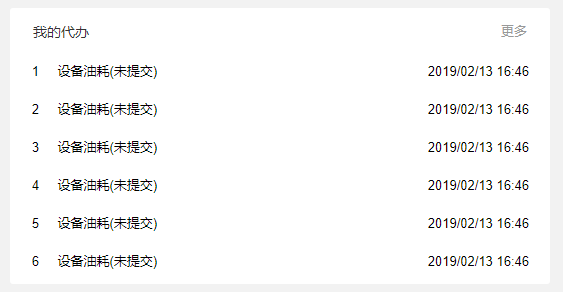 我的代办 更多
1 设备油耗(未提交) 2019/02/13 16:46
2 设备油耗(未提交) 2019/02/13 16:46
3 设备油耗(未提交) 2019/02/13 16:46
4 设备油耗(未提交) 2019/02/13 16:46
5 设备油耗(未提交) 2019/02/13 16:46
6 设备油耗(未提交) 2019/02/13 16:46